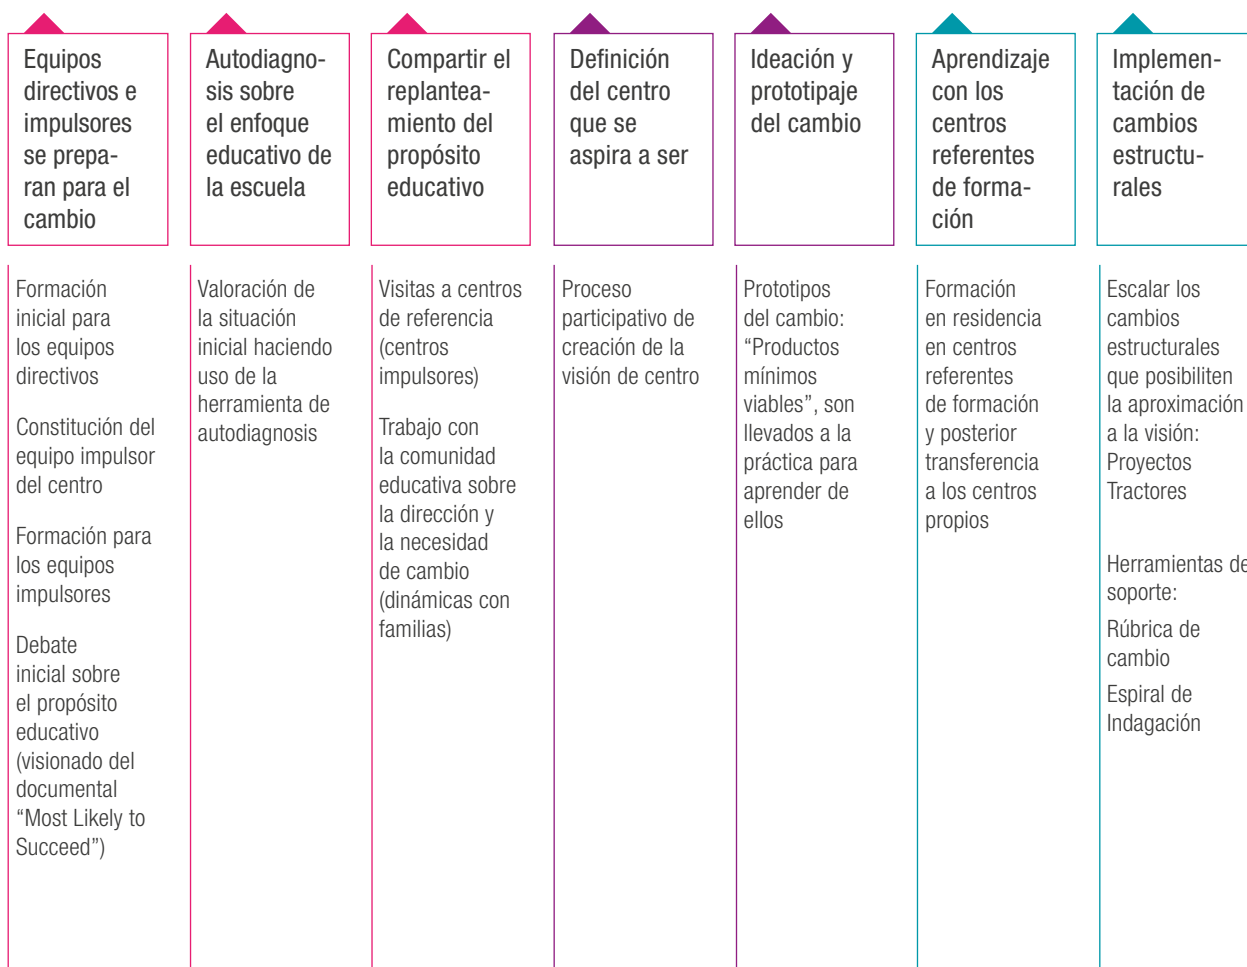 Equipos
directivos e
impulsores
se prepa-
ran para el
cambio
Autodiagno-
sis sobre
el enfoque
educativo de
la escuela
Compartir el
replantea-
miento del
propósito
educativo
Definición
del centro
que se
aspira a ser
Ideación y
prototipaje
del cambio
Aprendizaje
con los
centros
referentes
de forma-
ción
Implemen-
tación de
cambios
estructu-
rales
Formación
inicial para
los equipos
directivos
Constitución del
equipo impulsor
del centro
Formación para
los equipos
impulsores
Debate
inicial sobre
el propósito
educativo
(visionado del
documental
“Most Likely to
Succeed”)
Valoración de
la situación
inicial haciendo
uso de la
herramienta de
autodiagnosis
Visitas a centros
de referencia
(centros
impulsores)
Trabajo con
la comunidad
educativa sobre
la dirección y
la necesidad
de cambio
(dinámicas con
familias)
Proceso
participativo de
creación de la
visión de centro
Prototipos
del cambio:
“Productos
mínimos
viables”, son
llevados a la
práctica para
aprender de
ellos
Formación
en residencia
en centros
referentes
de formación
y posterior
transferencia
a los centros
propios
Escalar los
cambios
estructurales
que posibiliten
la aproximación
a la visión:
Proyectos
Tractores
Herramientas de
soporte:
Rúbrica de
cambio
Espiral de
Indagación